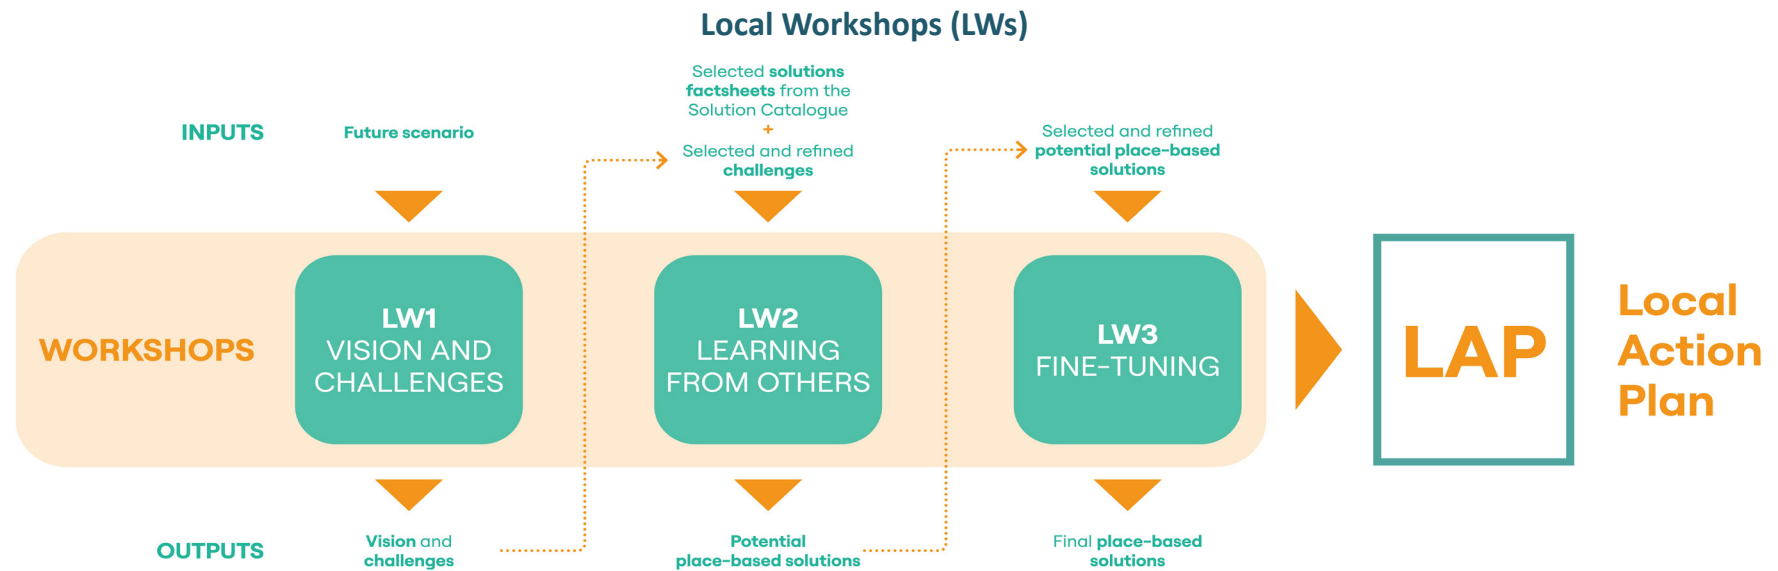 Local Workshops (LWs)
INPUTS
Future scenario
Selected solutions
factsheets from the
Solution Catalogue
+
Selected and refined
challenges
Selected and refined
potential place-based
solutions
WORKSHOPS
LW1
VISION AND
CHALLENGES
LW2
LEARNING
FROM OTHERS
LW3
FINE-TUNING
LAP
Local
Action
Plan
OUTPUTS
Vision and
challenges
Potential
place-based solutions
Final place-based
solutions